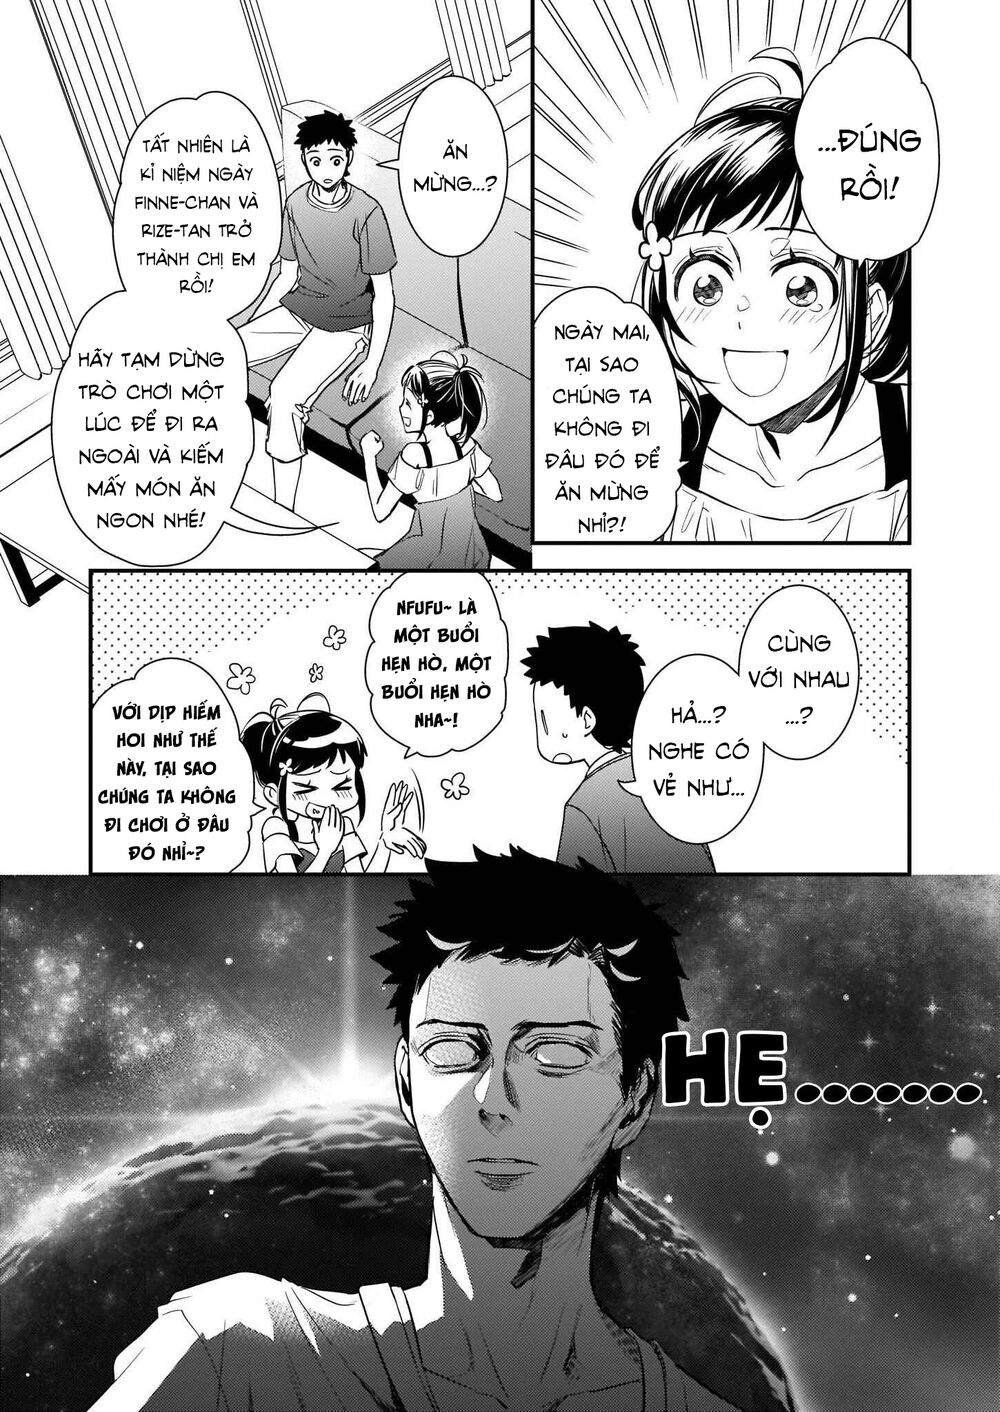 ...ĐÚNG
RỒI!
NGÀY MAI,
TẠI SAO
CHÚNG TA
KHÔNG ĐI
ĐÂU ĐÓ ĐỂ
ĂN MỪNG
NHỈ?!
ĂN
MỪNG...?
TẤT NHIÊN LÀ
KỈ NIỆM NGÀY
FINNE-CHAN VÀ
RIZE-TAN TRỞ
THÀNH CHỊ EM
RỒI!
HÃY TẠM DỪNG
TRÒ CHƠI MỘT
LÚC ĐỂ ĐI RA
NGOÀI VÀ KIẾM
MẤY MÓN ĂN
NGON NHÉ!
CÙNG
VỚI NHAU
...?
HẢ...?
NGHE CÓ
VẺ NHƯ...
NFUFU~ LÀ
MỘT BUỔI
HẸN HÒ, MỘT
BUỔI HẸN HÒ
NHA~!
VỚI DỊP HIẾM
HOI NHƯ THẾ
NÀY, TẠI SAO
CHÚNG TA KHÔNG
ĐI CHƠI Ở ĐÂU
ĐÓ NHỈ~?
HẸ........